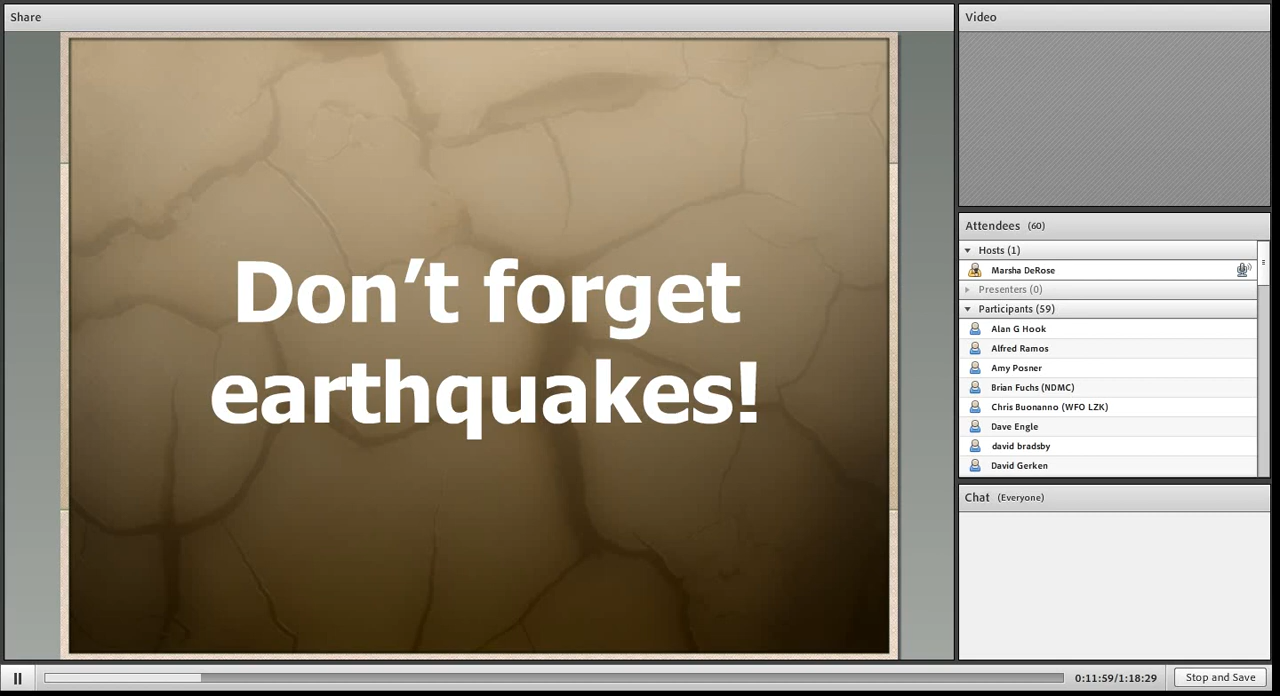 Share
Don’t forget
earthquakes!
Video
Attendees (60)
Hosts (1)
Marsha DeRose
Presenters (0)
Participants (59)
Alan G Hook
Alfred Ramos
Amy Posner
Brian Fuchs (NDMC)
Chris Buonanno (WFO LZK)
Dave Engle
david bradsby
David Gerken
Chat (Everyone)
0:11:59/1:18:29
Stop and Save